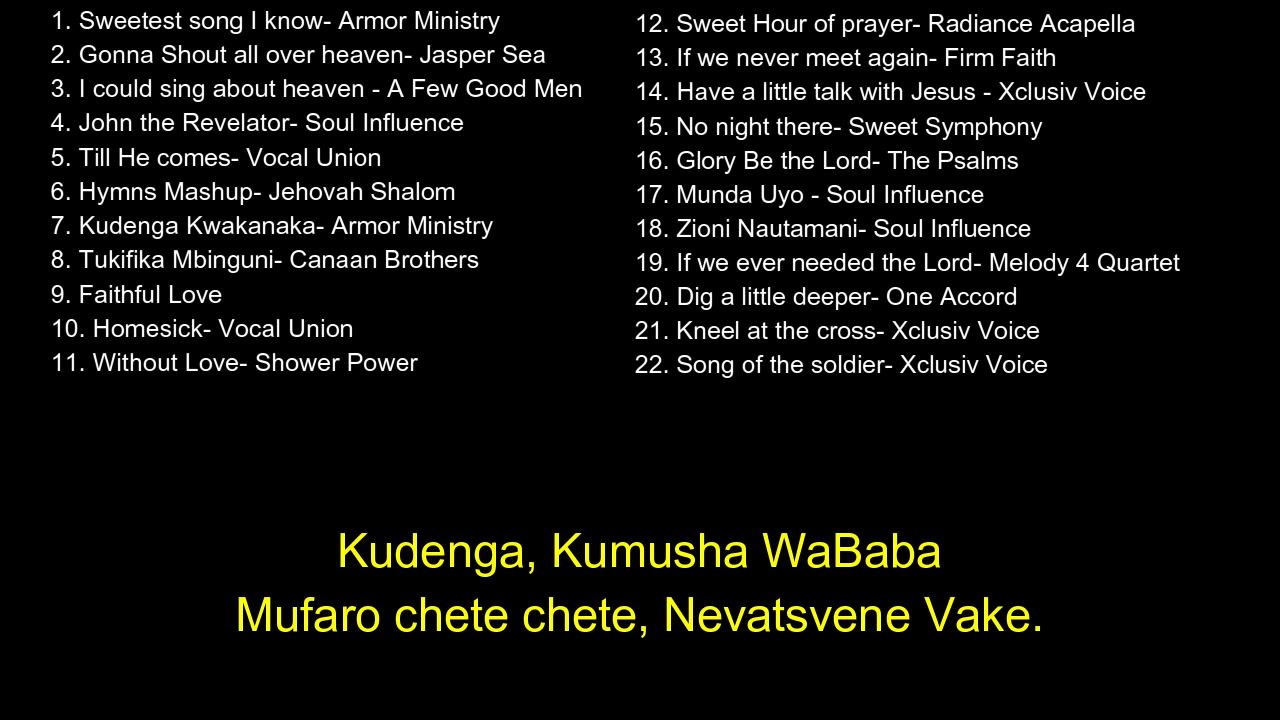 1. Sweetest song I know- Armor Ministry
2. Gonna Shout all over heaven- Jasper Sea
3. I could sing about heaven - A Few Good Men
4. John the Revelator- Soul Influence
5. Till He comes- Vocal Union
6. Hymns Mashup- Jehovah Shalom
7. Kudenga Kwakanaka- Armor Ministry
8. Tukifika Mbinguni- Canaan Brothers
9. Faithful Love
10. Homesick- Vocal Union
11. Without Love- Shower Power
12. Sweet Hour of prayer- Radiance Acapella
13. If we never meet again- Firm Faith
14. Have a little talk with Jesus - Xclusiv Voice
15. No night there- Sweet Symphony
16. Glory Be the Lord- The Psalms
17. Munda Uyo - Soul Influence
18. Zioni Nautamani- Soul Influence
19. If we ever needed the Lord- Melody 4 Quartet
20. Dig a little deeper- One Accord
21. Kneel at the cross- Xclusiv Voice
22. Song of the soldier- Xclusiv Voice
Kudenga, Kumusha WaBaba
Mufaro chete chete, Nevatsvene Vake.